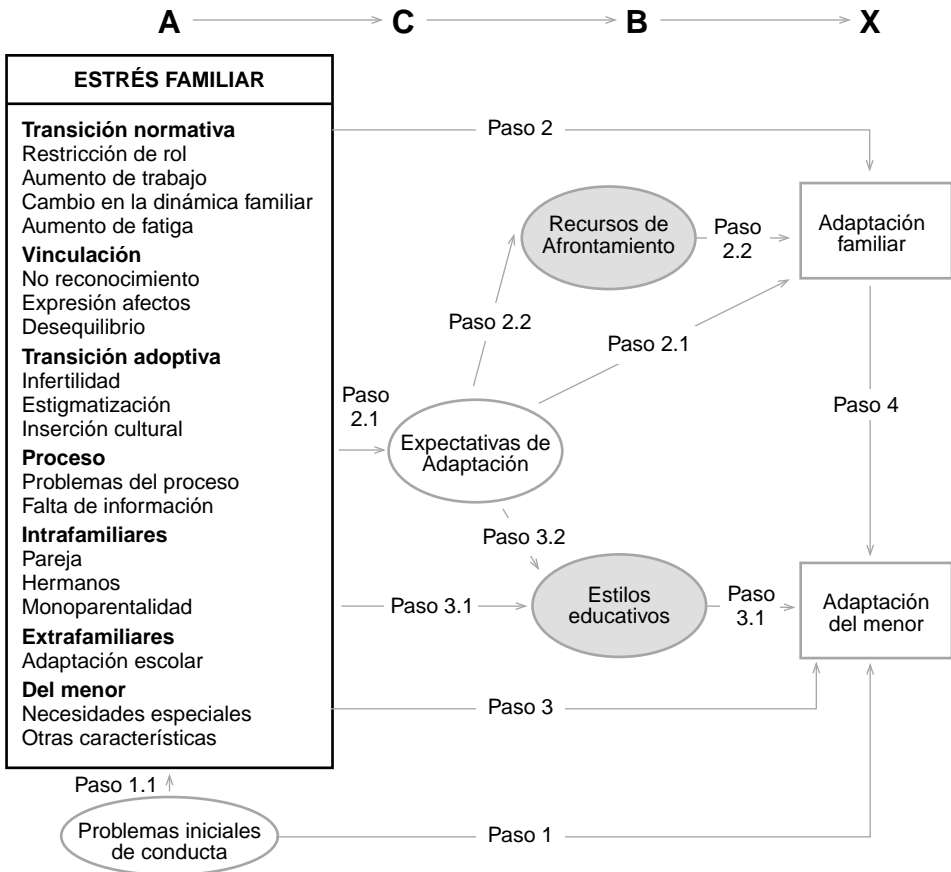 A C B X
ESTRÉS FAMILIAR
Transición normativa
Restricción de rol
Aumento de trabajo
Cambio en la dinámica familiar
Aumento de fatiga
Vinculación
No reconocimiento
Expresión afectos
Desequilibrio
Transición adoptiva
Infertilidad
Estigmatización
Inserción cultural
Proceso
Problemas del proceso
Falta de información
Intrafamiliares
Pareja
Hermanos
Monoparentalidad
Extrafamiliares
Adaptación escolar
Del menor
Necesidades especiales
Otras características
Paso 2
Recursos de
Afrontamiento
Paso
2.2
Adaptación
familiar
Paso 2.2
Paso 2.1
Paso
2.1
Expectativas de
Adaptación
Paso 4
Paso 3.2
Paso 3.1
Estilos
educativos
Paso
3.1
Adaptación
del menor
Paso 3
Paso 1.1
Problemas iniciales
de conducta
Paso 1